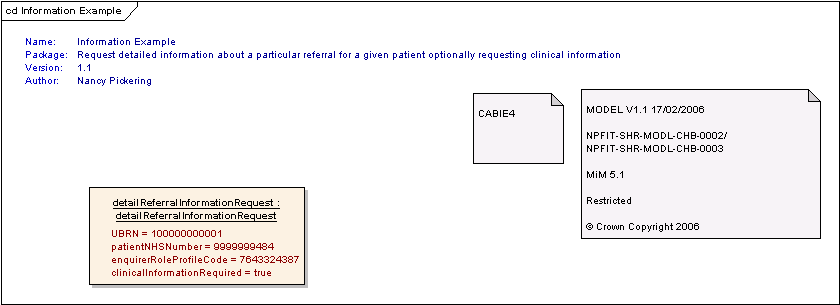 cd Information Example
Name: Information Example
Package: Request detailed information about a particular referral for a given patient optionally requesting clinical information
Version: 1.1
Author: Nancy Pickering
CABIE4
MODEL V1.1 17/02/2006
NPFIT-SHR-MODL-CHB-0002/
NPFIT-SHR-MODL-CHB-0003
MiM 5.1
Restricted
© Crown Copyright 2006
detailReferralInformationRequest :
detailReferralInformationRequest
UBRN = 100000000001
patientNHSNumber = 9999999484
enquirerRoleProfileCode = 7643324387
clinicalInformationRequired = true